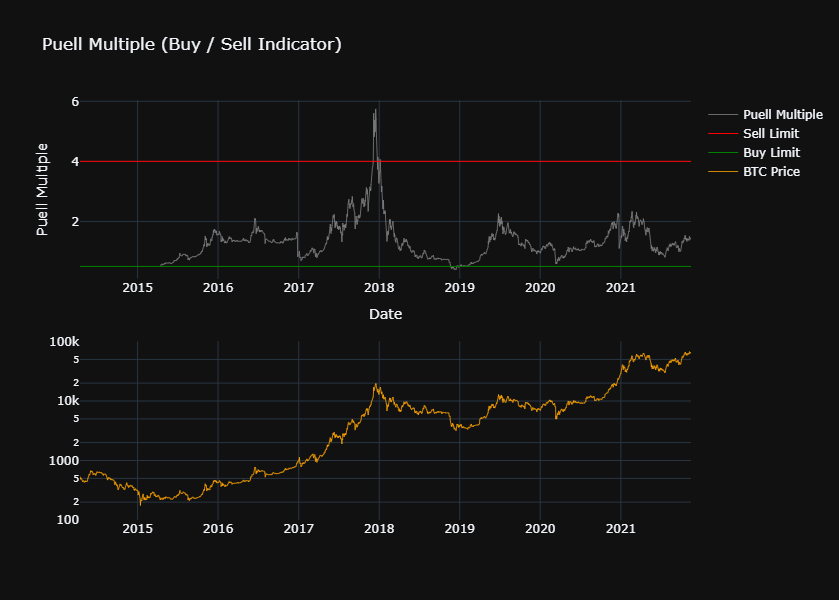 Puell Multiple (Buy / Sell Indicator)
6
4
2
Puell Multiple
2015 2016 2017 2018 2019 2020 2021
Date
Puell Multiple
Sell Limit
Buy Limit
BTC Price
100k
5
2
10k
5
2
1000
5
2
100
2015 2016 2017 2018 2019 2020 2021